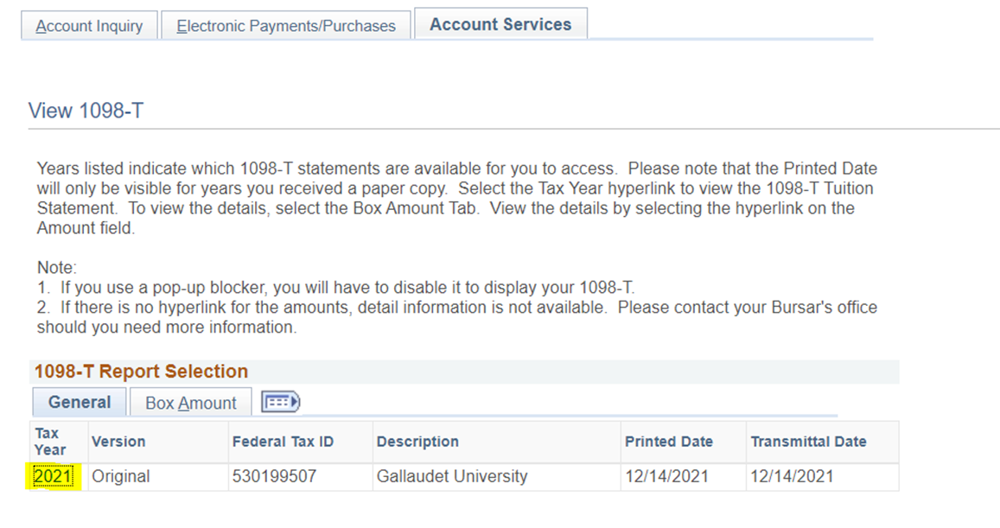 Account Inquiry
Electronic Payments/Purchases
Account Services
View 1098-T
Years listed indicate which 1098-T statements are available for you to access.  Please note that the Printed Date
will only be visible for years you received a paper copy.  Select the Tax Year hyperlink to view the 1098-T Tuition
Statement.  To view the details, select the Box Amount Tab.  View the details by selecting the hyperlink on the
Amount field.
Note:
1.  If you use a pop-up blocker, you will have to disable it to display your 1098-T.
2.  If there is no hyperlink for the amounts, detail information is not available.  Please contact your Bursar's office
should you need more information.
1098-T Report Selection
General
Box Amount
Tax Year
Version
Federal Tax ID
Description
Printed Date
Transmittal Date
2021
Original
530199507
Gallaudet University
12/14/2021
12/14/2021